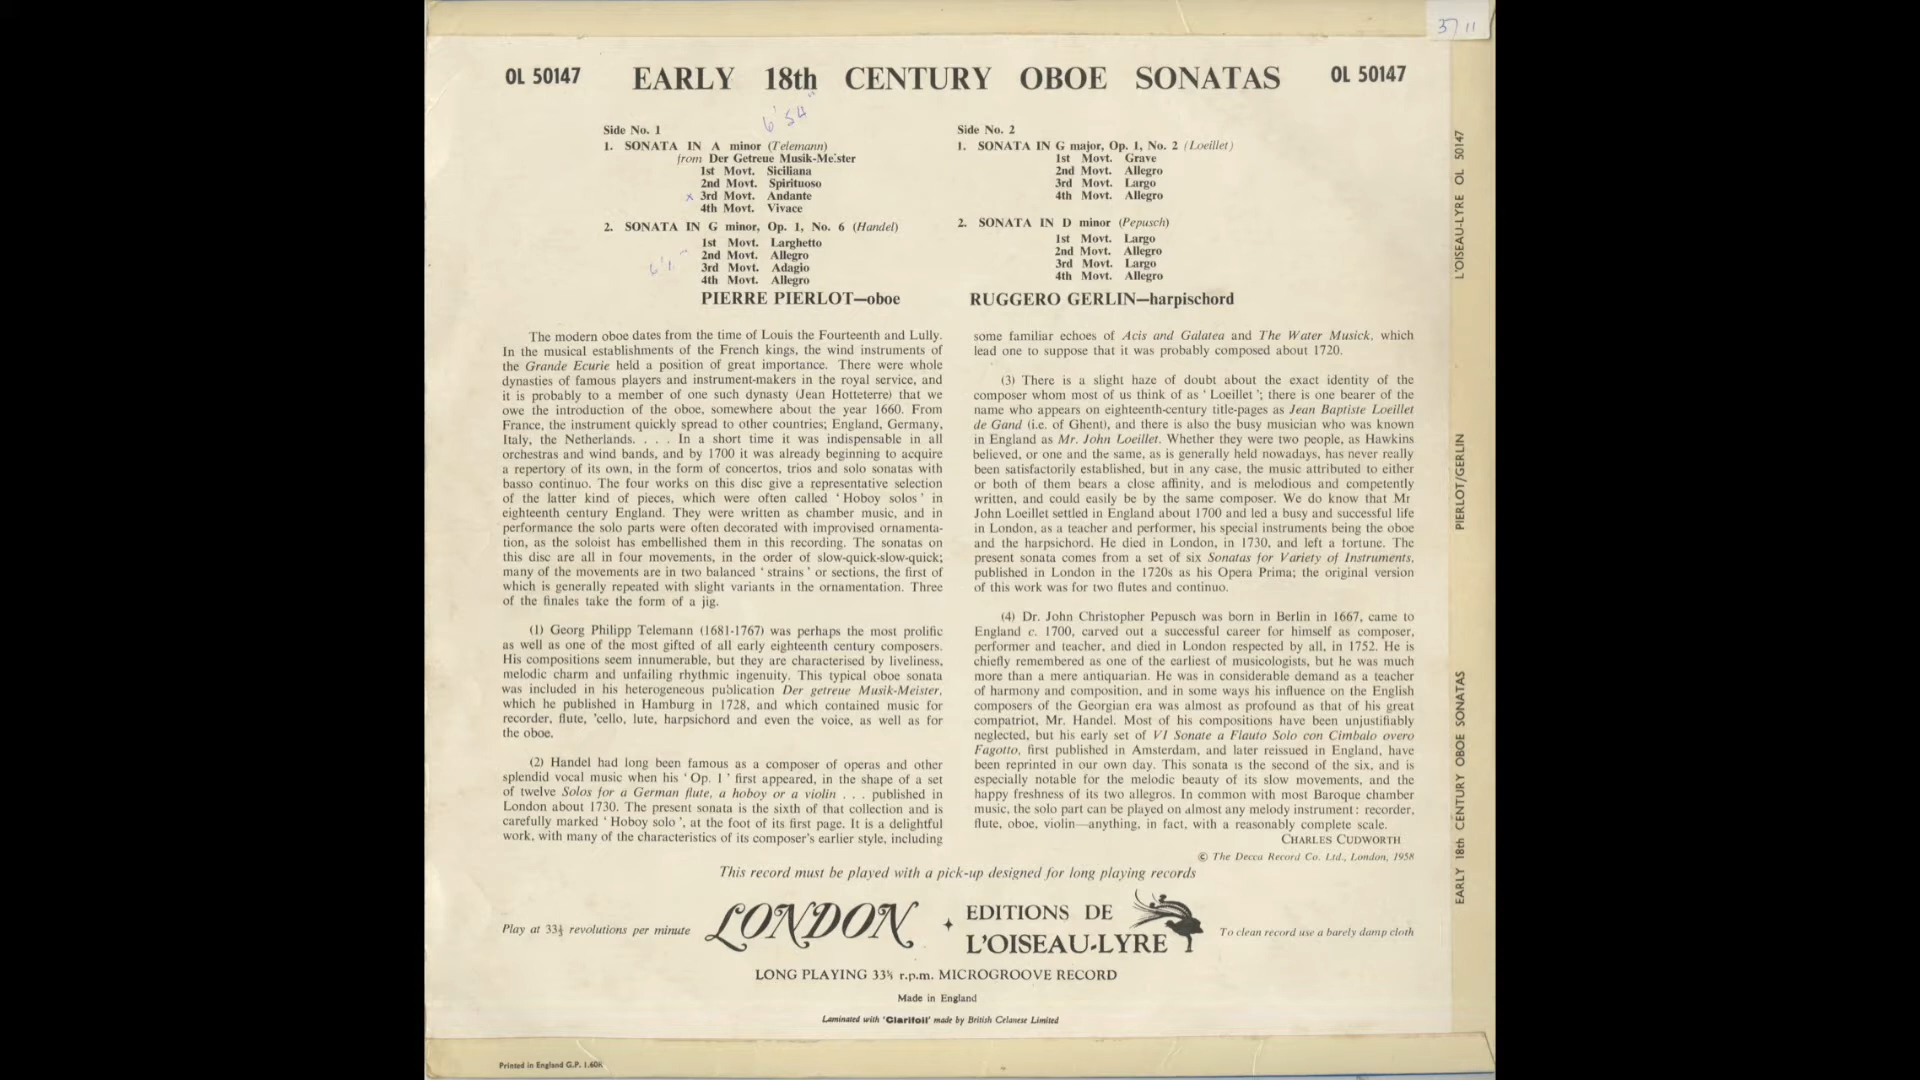 37 11
OL 50147 EARLY 18th CENTURY OBOE SONATAS OL 50147
6'54"
Side No. 1
1. SONATA IN A minor (Telemann)
from Der Getreue Musik-Meister
1st Movt. Siciliana
2nd Movt. Spirituoso
x 3rd Movt. Andante
4th Movt. Vivace
2. SONATA IN G minor, Op. 1, No. 6 (Handel)
1st Movt. Larghetto
2nd Movt. Allegro
3rd Movt. Adagio
4th Movt. Allegro
PIERRE PIERLOT—oboe
Side No. 2
1. SONATA IN G major, Op. 1, No. 2 (Loeillet)
1st Movt. Grave
2nd Movt. Allegro
3rd Movt. Largo
4th Movt. Allegro
2. SONATA IN D minor (Pepusch)
1st Movt. Largo
2nd Movt. Allegro
3rd Movt. Largo
4th Movt. Allegro
RUGGERO GERLIN—harpischord
The modern oboe dates from the time of Louis the Fourteenth and Lully.
In the musical establishments of the French kings, the wind instruments of
the Grande Ecurie held a position of great importance. There were whole
dynasties of famous players and instrument-makers in the royal service, and
it is probably to a member of one such dynasty (Jean Hotteterre) that we
owe the introduction of the oboe, somewhere about the year 1660. From
France, the instrument quickly spread to other countries; England, Germany,
Italy, the Netherlands. . . . In a short time it was indispensable in all
orchestras and wind bands, and by 1700 it was already beginning to acquire
a repertory of its own, in the form of concertos, trios and solo sonatas with
basso continuo. The four works on this disc give a representative selection
of the latter kind of pieces, which were often called ‘Hoboy solos’ in
eighteenth century England. They were written as chamber music, and in
performance the solo parts were often decorated with improvised ornamenta-
tion, as the soloist has embellished them in this recording. The sonatas on
this disc are all in four movements, in the order of slow-quick-slow-quick;
many of the movements are in two balanced ‘strains’ or sections, the first of
which is generally repeated with slight variants in the ornamentation. Three
of the finales take the form of a jig.
(1) Georg Philipp Telemann (1681-1767) was perhaps the most prolific
as well as one of the most gifted of all early eighteenth century composers.
His compositions seem innumerable, but they are characterised by liveliness,
melodic charm and unfailing rhythmic ingenuity. This typical oboe sonata
was included in his heterogeneous publication Der getreue Musik-Meister,
which he published in Hamburg in 1728, and which contained music for
recorder, flute, 'cello, lute, harpsichord and even the voice, as well as for
the oboe.
(2) Handel had long been famous as a composer of operas and other
splendid vocal music when his ‘Op. 1’ first appeared, in the shape of a set
of twelve Solos for a German flute, a hoboy or a violin . . . published in
London about 1730. The present sonata is the sixth of that collection and is
carefully marked ‘Hoboy solo’, at the foot of its first page. It is a delightful
work, with many of the characteristics of its composer's earlier style, including
some familiar echoes of Acis and Galatea and The Water Musick, which
lead one to suppose that it was probably composed about 1720.
(3) There is a slight haze of doubt about the exact identity of the
composer whom most of us think of as ‘Loeillet’; there is one bearer of the
name who appears on eighteenth-century title-pages as Jean Baptiste Loeillet
de Gand (i.e. of Ghent), and there is also the busy musician who was known
in England as Mr. John Loeillet. Whether they were two people, as Hawkins
believed, or one and the same, as is generally held nowadays, has never really
been satisfactorily established, but in any case, the music attributed to either
or both of them bears a close affinity, and is melodious and competently
written, and could easily be by the same composer. We do know that Mr
John Loeillet settled in England about 1700 and led a busy and successful life
in London, as a teacher and performer, his special instruments being the oboe
and the harpsichord. He died in London, in 1730, and left a fortune. The
present sonata comes from a set of six Sonatas for Variety of Instruments,
published in London in the 1720s as his Opera Prima; the original version
of this work was for two flutes and continuo.
(4) Dr. John Christopher Pepusch was born in Berlin in 1667, came to
England c. 1700, carved out a successful career for himself as composer,
performer and teacher, and died in London respected by all, in 1752. He is
chiefly remembered as one of the earliest of musicologists, but he was much
more than a mere antiquarian. He was in considerable demand as a teacher
of harmony and composition, and in some ways his influence on the English
composers of the Georgian era was almost as profound as that of his great
compatriot, Mr. Handel. Most of his compositions have been unjustifiably
neglected, but his early set of VI Sonate a Flauto Solo con Cimbalo overo
Fagotto, first published in Amsterdam, and later reissued in England, have
been reprinted in our own day. This sonata is the second of the six, and is
especially notable for the melodic beauty of its slow movements, and the
happy freshness of its two allegros. In common with most Baroque chamber
music, the solo part can be played on almost any melody instrument: recorder,
flute, oboe, violin—anything, in fact, with a reasonably complete scale.
CHARLES CUDWORTH
© The Decca Record Co. Ltd., London, 1958
This record must be played with a pick-up designed for long playing records
Play at 33⅓ revolutions per minute
LONDON
EDITIONS DE
L'OISEAU-LYRE
To clean record use a barely damp cloth
LONG PLAYING 33⅓ r.p.m. MICROGROOVE RECORD
Made in England
Laminated with 'Clarifoil' made by British Celanese Limited
Printed in England G.P. 1.60R
L'OISEAU-LYRE OL 50147
PIERLOT/GERLIN
EARLY 18th CENTURY OBOE SONATAS